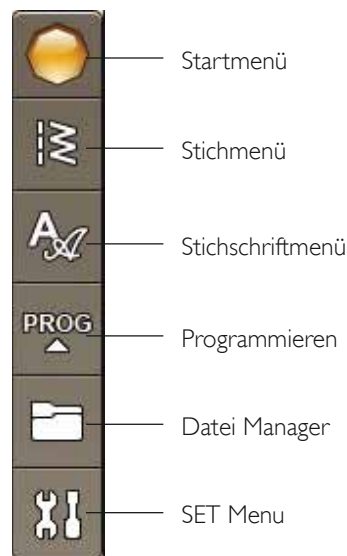 Startmenü
Stichmenü
A A
Stichschriftmenü
PROG
Programmieren
Datei Manager
SET Menu